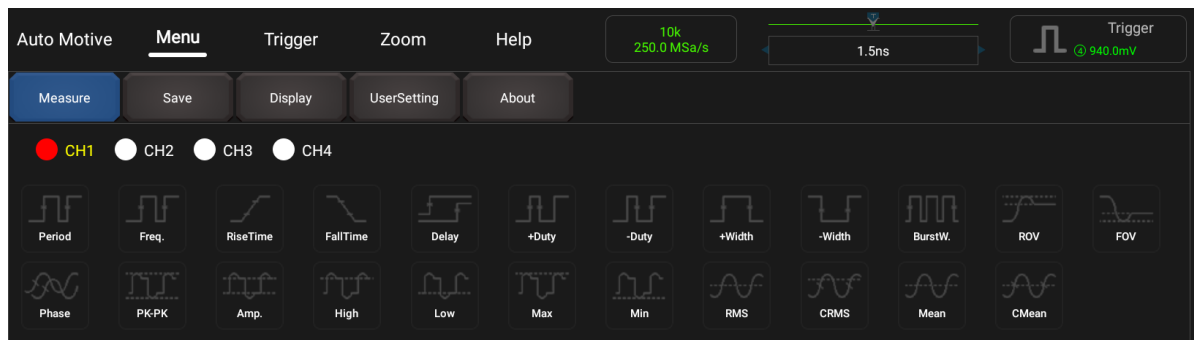 Auto Motive Menu Trigger Zoom Help
10k
250.0 MSa/s
1.5ns
Trigger
④ 940.0mV
Measure Save Display UserSetting About
CH1 CH2 CH3 CH4
Period Freq. RiseTime FallTime Delay +Duty -Duty +Width -Width BurstW. ROV FOV
Phase PK-PK Amp. High Low Max Min RMS CRMS Mean CMean